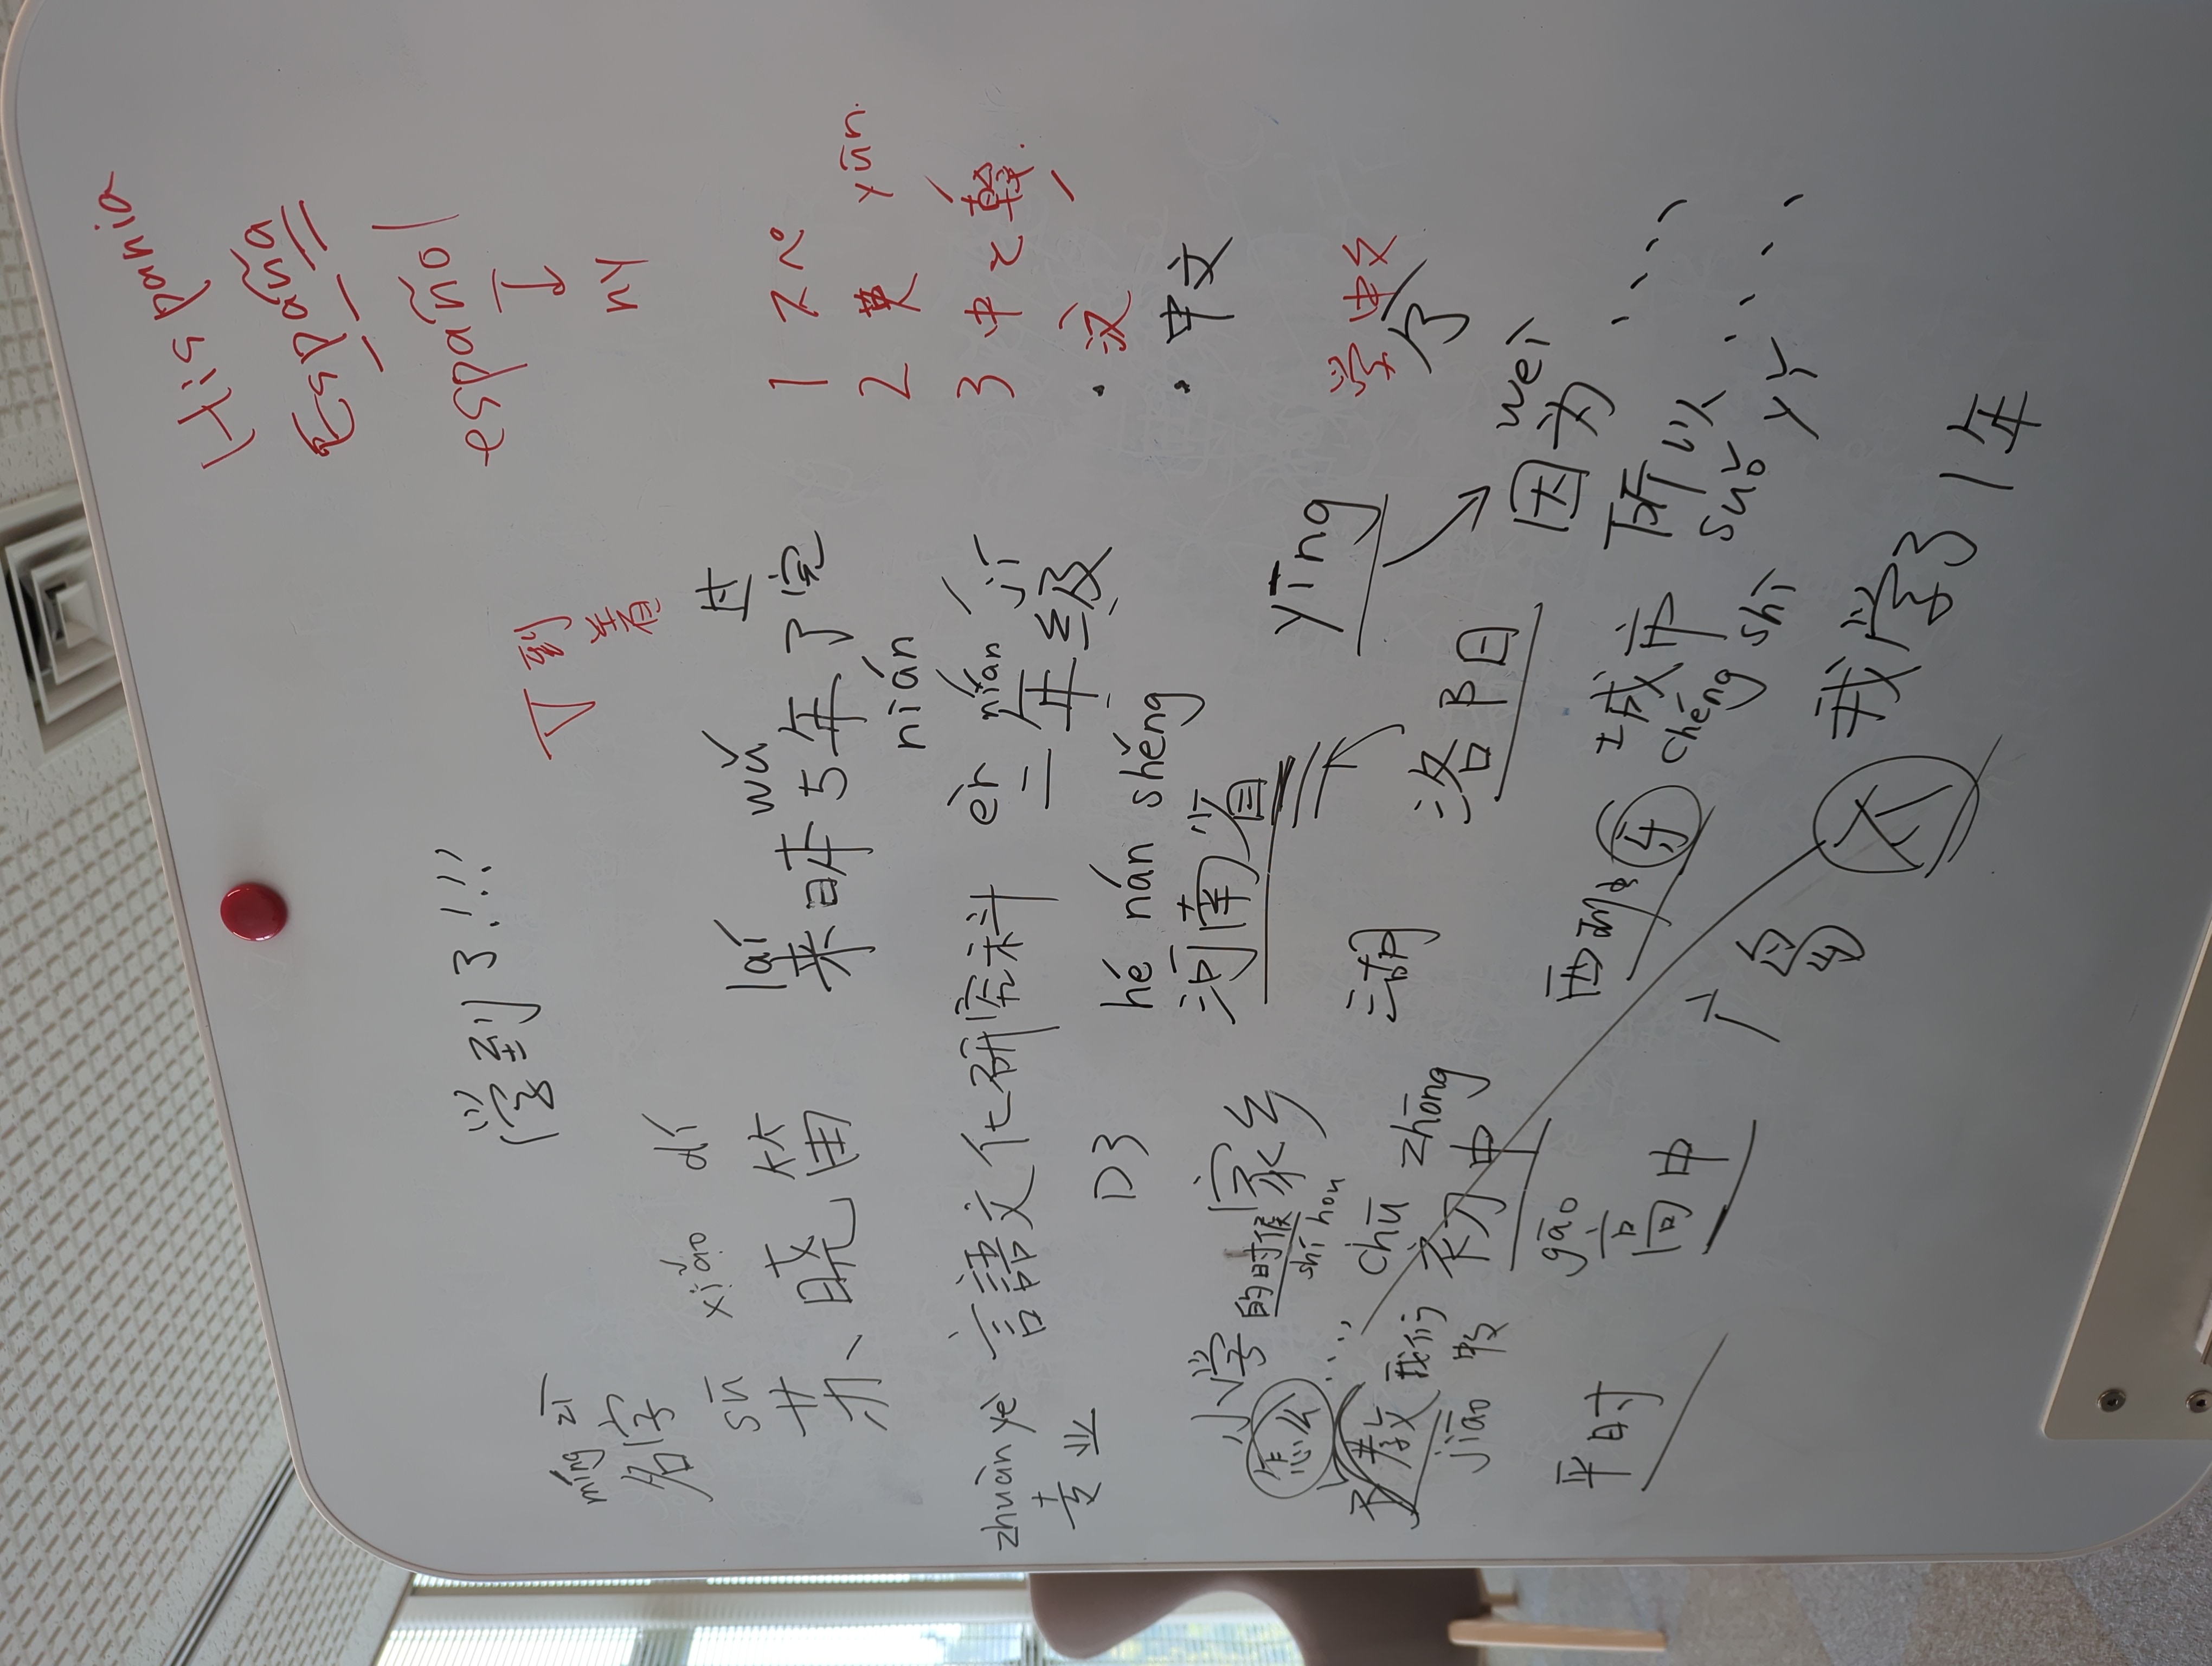 Hispania
España
español
ny
学到了!!!
到
着
míng zì
名字
sū xiǎo dí
苏晓笛
lái wǔ 过
来日本5年了完
nián
1 スペ
2 英 yūn.
3 中と韓.
・汉
・中文
zhuàn yè 言語文化研究科 èr nián jí
专业 二年级
D3
hé nán shěng
小学的时候 家乡 河南省
shí hou
怎么....
教 我们
jiāo
chū zhōng
初中
湖
yīng
洛阳
学中文
个
wèi
因为....
平时
gāo
高中
西 牙
城市
chéng shì
所以....
suǒ yǐ
广岛
不
我学了1年